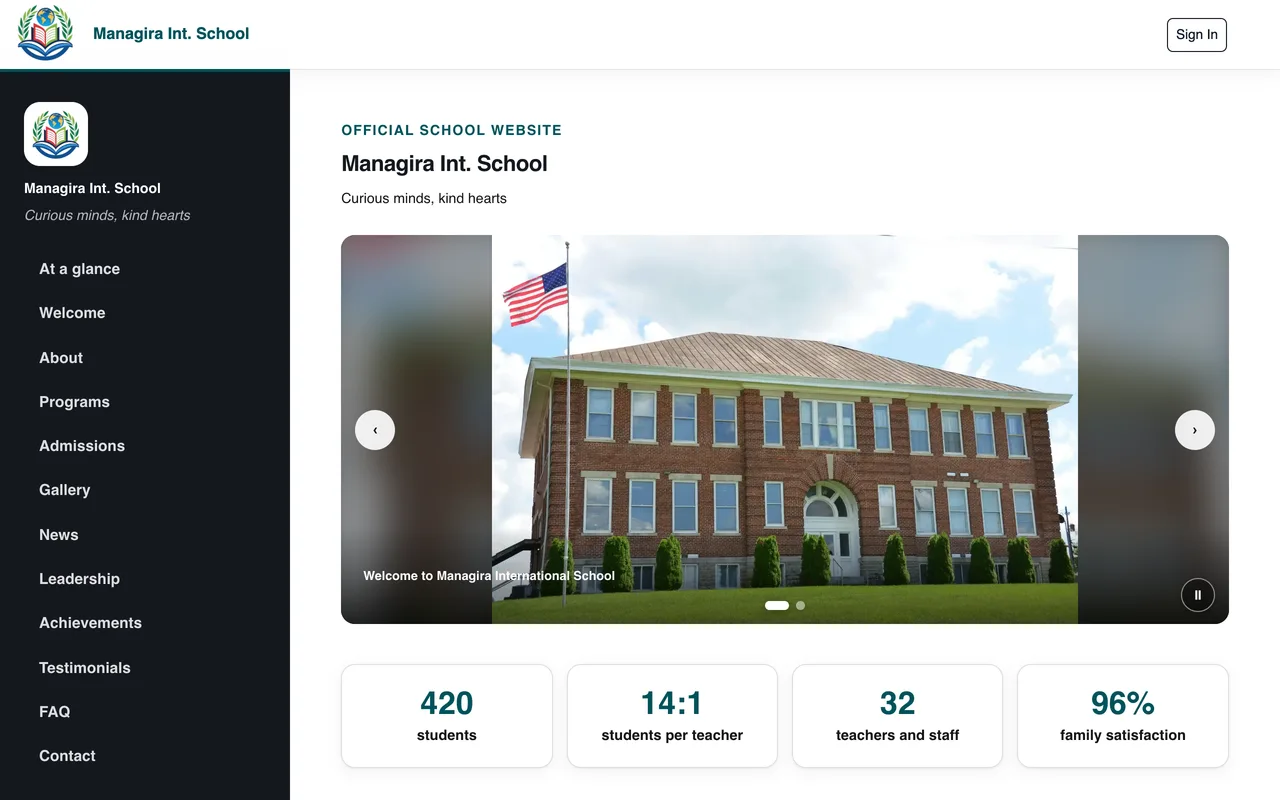 Managira Int. School
Sign In
Managira Int. School
Curious minds, kind hearts
At a glance
Welcome
About
Programs
Admissions
Gallery
News
Leadership
Achievements
Testimonials
FAQ
Contact
OFFICIAL SCHOOL WEBSITE
Managira Int. School
Curious minds, kind hearts
Welcome to Managira International School
420
students
14:1
students per teacher
32
teachers and staff
96%
family satisfaction